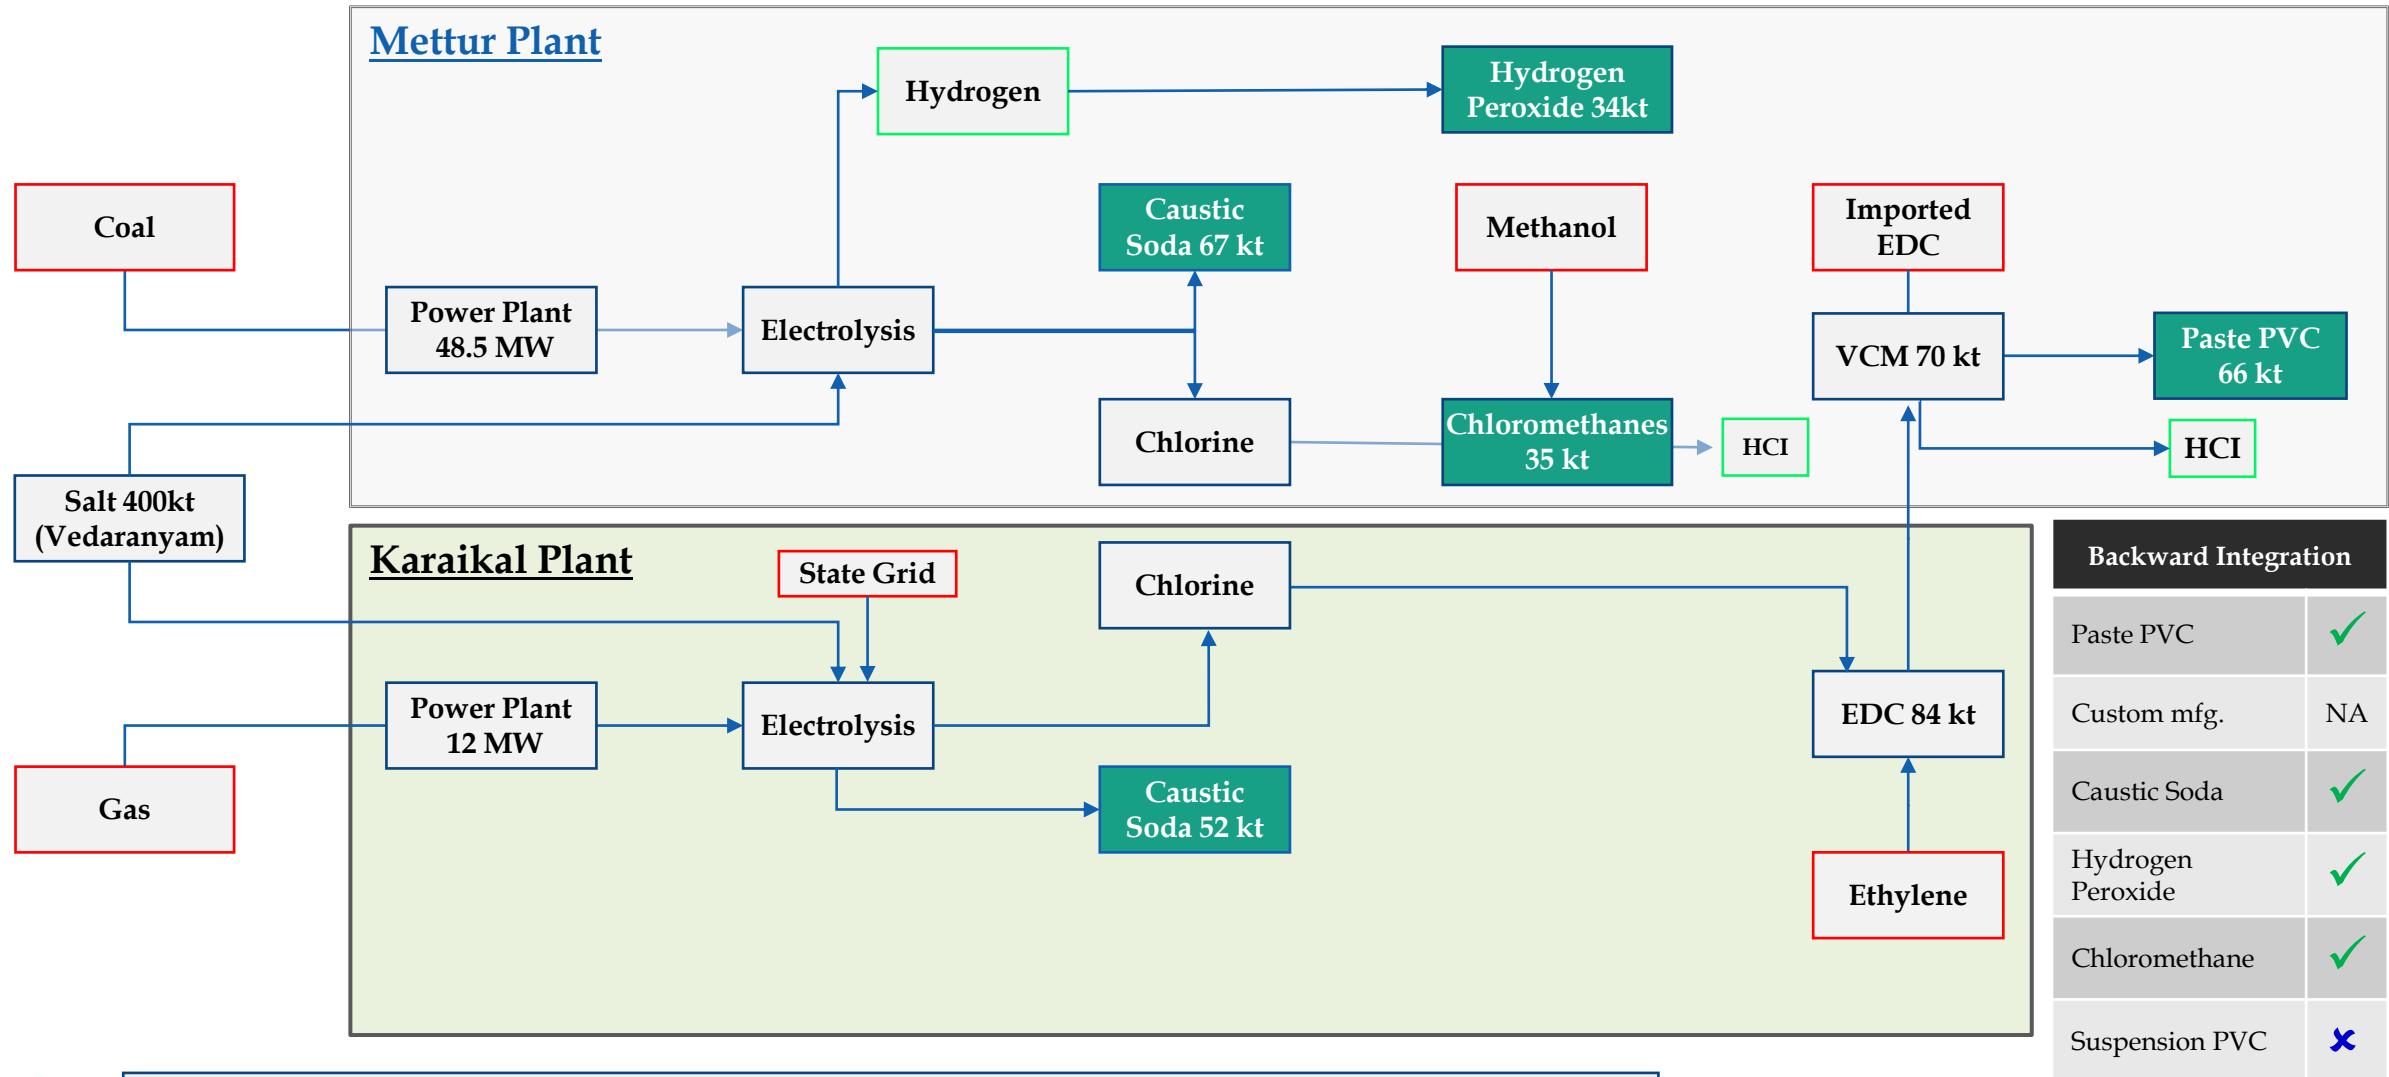 Mettur Plant
Hydrogen
Hydrogen
Peroxide 34kt
Coal
Caustic
Soda 67 kt
Methanol
Imported
EDC
Power Plant
48.5 MW
Electrolysis
VCM 70 kt
Paste PVC
66 kt
Chlorine
Chloromethanes
35 kt
HCI
HCI
Salt 400kt
(Vedaranyam)
Karaikal Plant
State Grid
Chlorine
Power Plant
12 MW
Electrolysis
EDC 84 kt
Gas
Caustic
Soda 52 kt
Ethylene
Backward Integration
Paste PVC
Custom mfg. NA
Caustic Soda
Hydrogen
Peroxide
Chloromethane
Suspension PVC